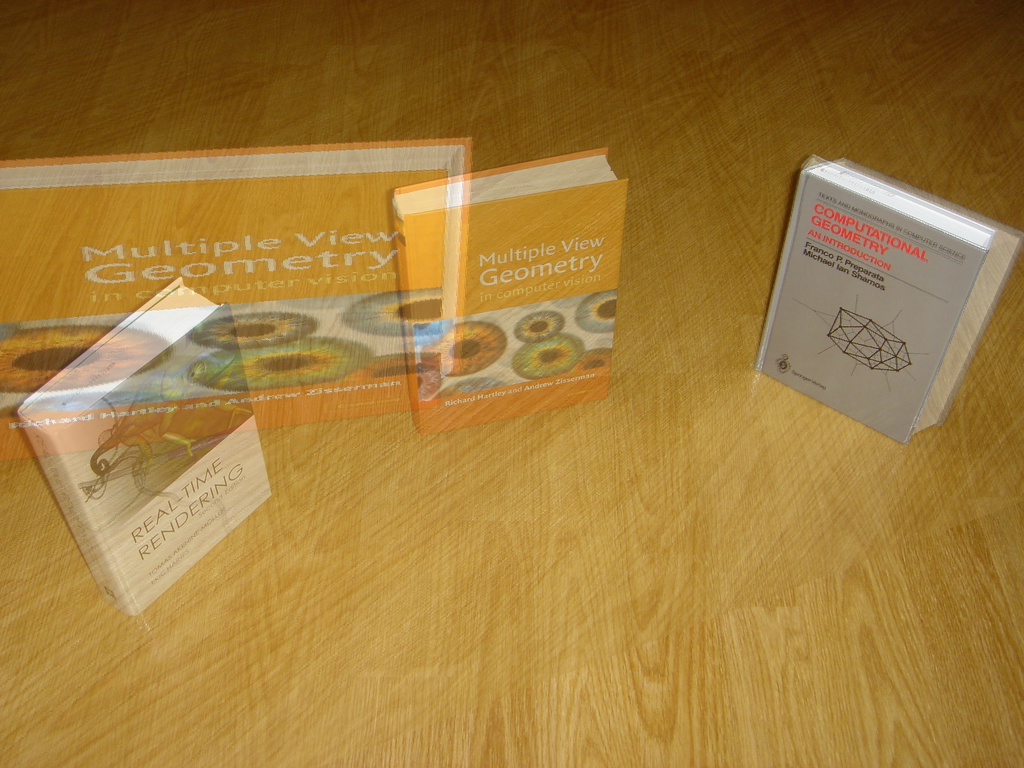 Multiple View
Geometry
in computer vision
Richard Hartley and Andrew Zisserman
Multiple View
Geometry
in computer vision
Richard Hartley and Andrew Zisserman
REAL-TIME
RENDERING
TEXTS AND MONOGRAPHS IN COMPUTER SCIENCE
COMPUTATIONAL
GEOMETRY
AN INTRODUCTION
Franco P. Preparata
Michael Ian Shamos